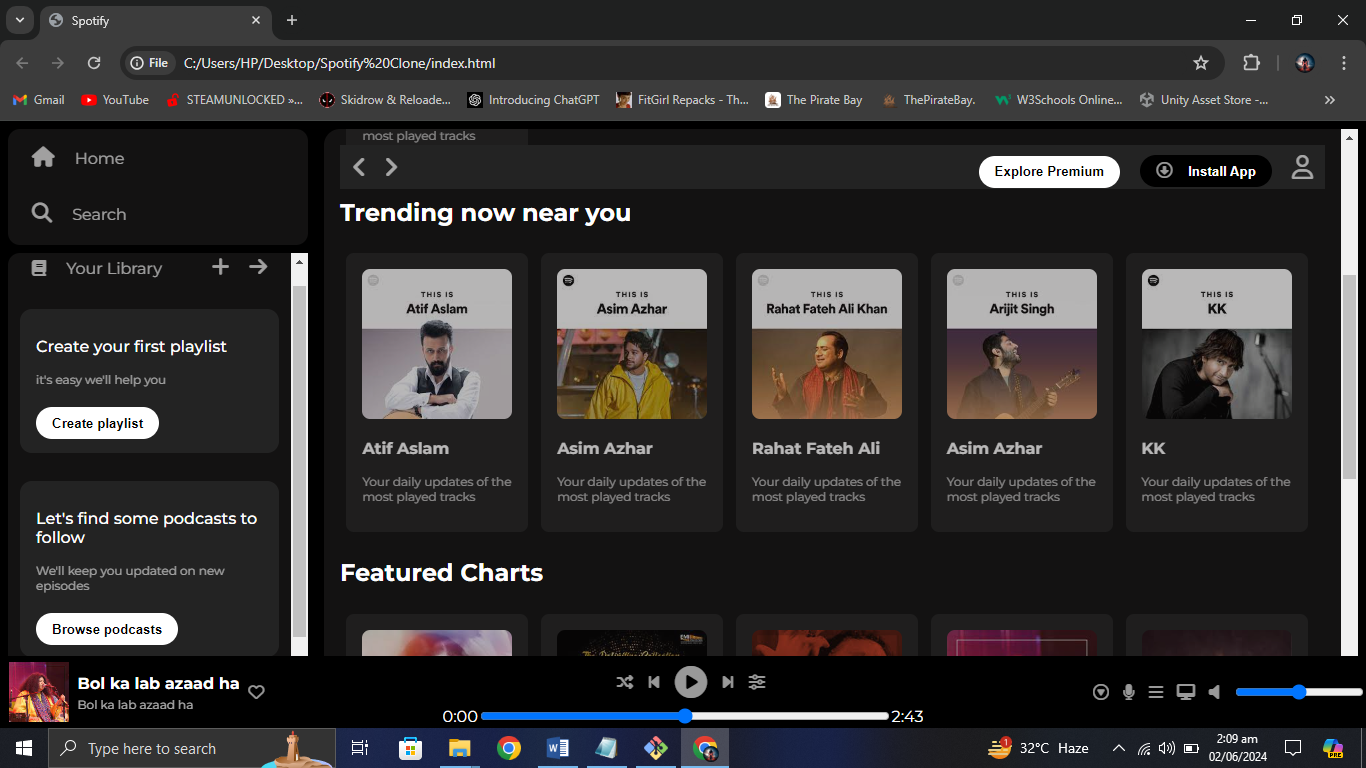 Spotify
File C:/Users/HP/Desktop/Spotify%20Clone/index.html
Gmail YouTube STEAMUNLOCKED »... Skidrow & Reloade... Introducing ChatGPT FitGirl Repacks - Th... The Pirate Bay ThePirateBay. W3Schools Online... Unity Asset Store -... »
Home
Search
Your Library
Create your first playlist
it's easy we'll help you
Create playlist
Let's find some podcasts to
follow
We'll keep you updated on new
episodes
Browse podcasts
most played tracks
Explore Premium Install App
Trending now near you
THIS IS
Atif Aslam
Atif Aslam
Your daily updates of the
most played tracks
THIS IS
Asim Azhar
Asim Azhar
Your daily updates of the
most played tracks
THIS IS
Rahat Fateh Ali Khan
Rahat Fateh Ali
Your daily updates of the
most played tracks
THIS IS
Arijit Singh
Asim Azhar
Your daily updates of the
most played tracks
THIS IS
KK
KK
Your daily updates of the
most played tracks
Featured Charts
The Definitive Collection
Bol ka lab azaad ha
Bol ka lab azaad ha
0:00 2:43
Type here to search
1
32°C Haze
2:09 am
02/06/2024
PRE